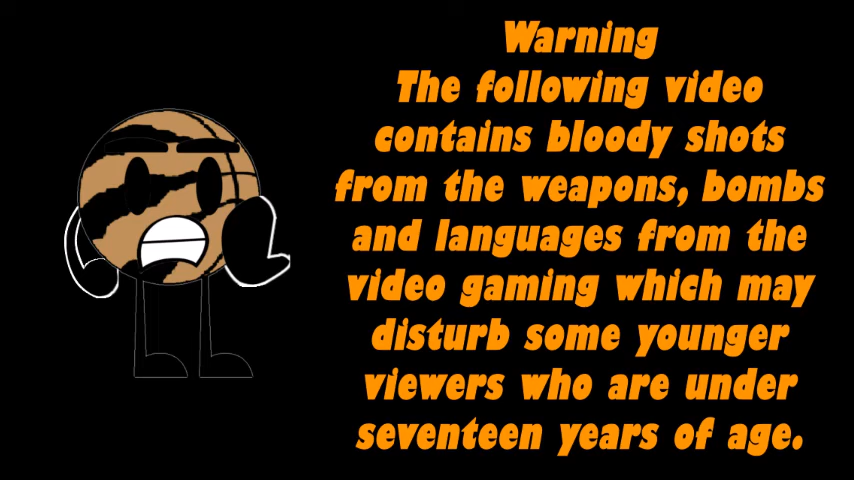 Warning
The following video
contains bloody shots
from the weapons, bombs
and languages from the
video gaming which may
disturb some younger
viewers who are under
seventeen years of age.